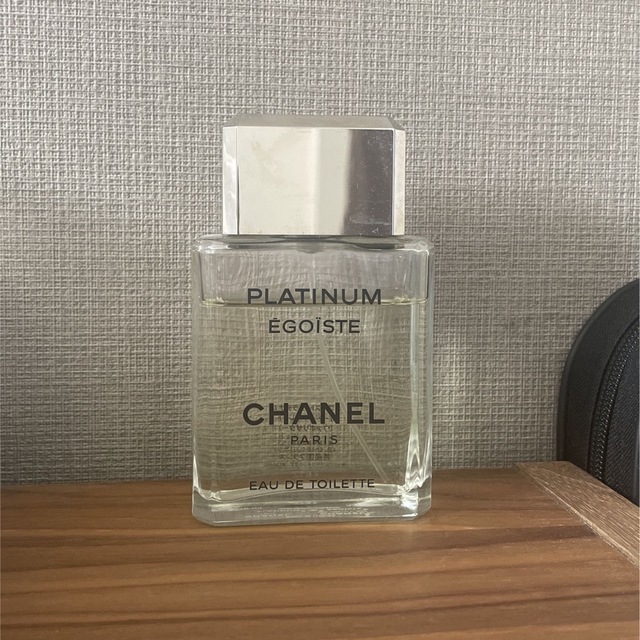 PLATINUM
ÉGOÏSTE
CHANEL
PARIS
EAU DE TOILETTE